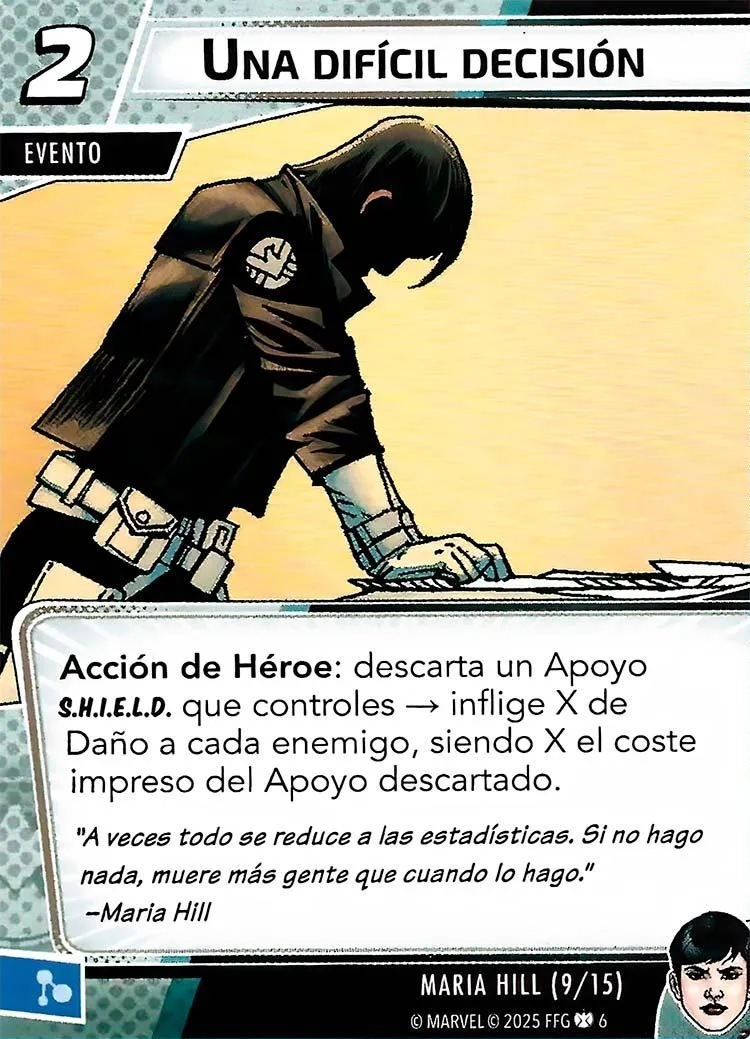 2
UNA DIFÍCIL DECISIÓN
EVENTO
Acción de Héroe: descarta un Apoyo
S.H.I.E.L.D. que controles → inflige X de
Daño a cada enemigo, siendo X el coste
impreso del Apoyo descartado.
"A veces todo se reduce a las estadísticas. Si no hago
nada, muere más gente que cuando lo hago."
–Maria Hill
MARIA HILL (9/15)
© MARVEL © 2025 FFG 6